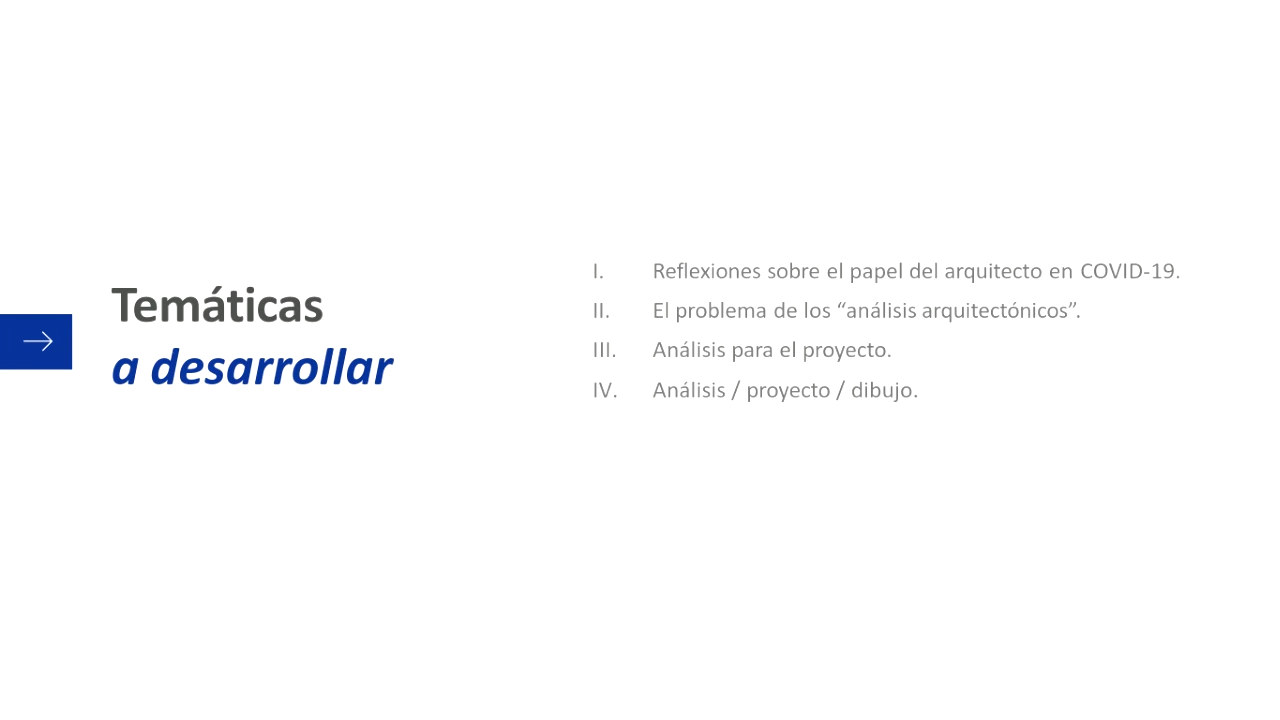 Temáticas
a desarrollar
I. Reflexiones sobre el papel del arquitecto en COVID-19.
II. El problema de los “análisis arquitectónicos”.
III. Análisis para el proyecto.
IV. Análisis / proyecto / dibujo.